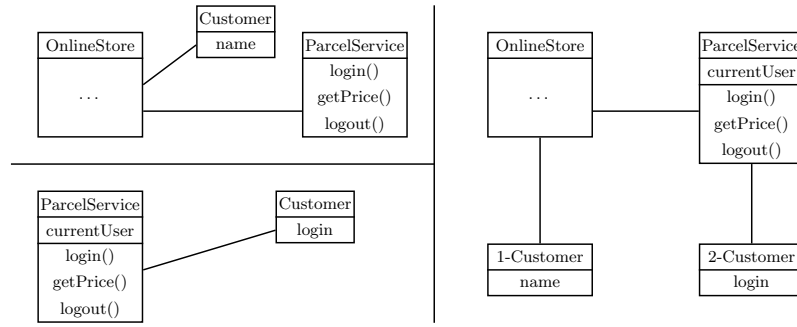 Customer
name
OnlineStore
. . .
ParcelService
login()
getPrice()
logout()
ParcelService
currentUser
login()
getPrice()
logout()
Customer
login
OnlineStore
. . .
ParcelService
currentUser
login()
getPrice()
logout()
1-Customer
name
2-Customer
login